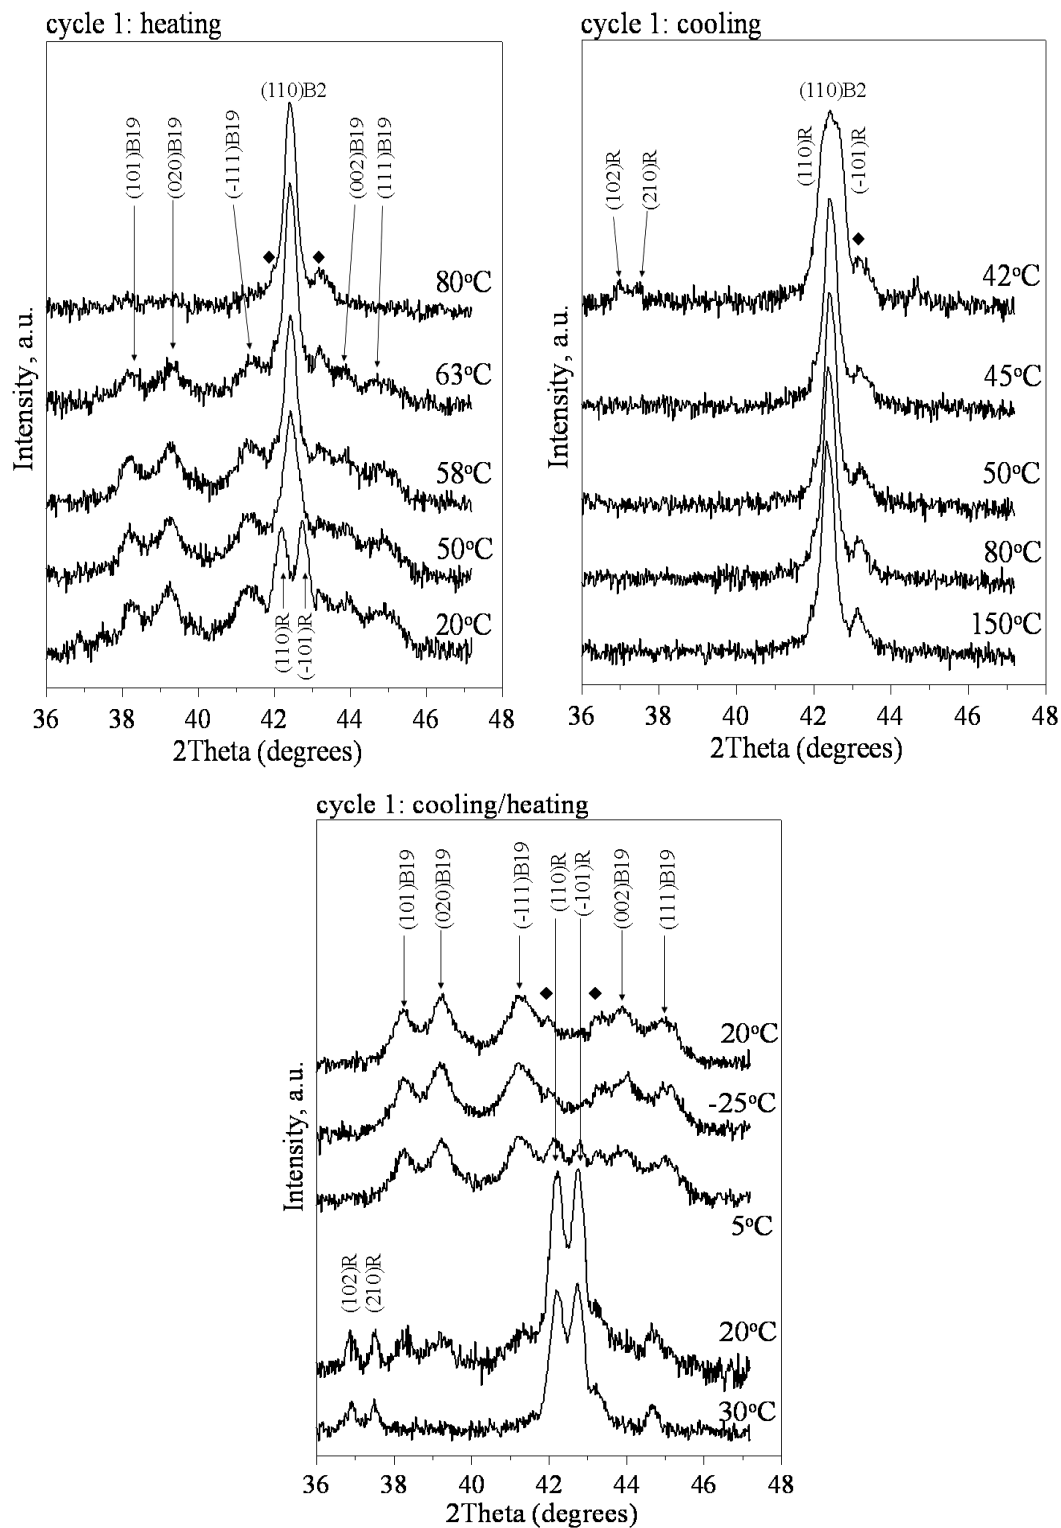 cycle 1: heating
(110)B2
(101)B19
(020)B19
(-111)B19
(002)B19
(111)B19
80°C
63°C
58°C
50°C
20°C
(110)R
(-101)R
Intensity, a.u.
36 38 40 42 44 46 48
2Theta (degrees)
cycle 1: cooling
(110)B2
(110)R
(-101)R
(102)R
(210)R
42°C
45°C
50°C
80°C
150°C
Intensity, a.u.
36 38 40 42 44 46 48
2Theta (degrees)
cycle 1: cooling/heating
(101)B19
(020)B19
(-111)B19
(110)R
(-101)R
(002)B19
(111)B19
20°C
-25°C
5°C
(102)R
(210)R
20°C
30°C
Intensity, a.u.
36 38 40 42 44 46 48
2Theta (degrees)